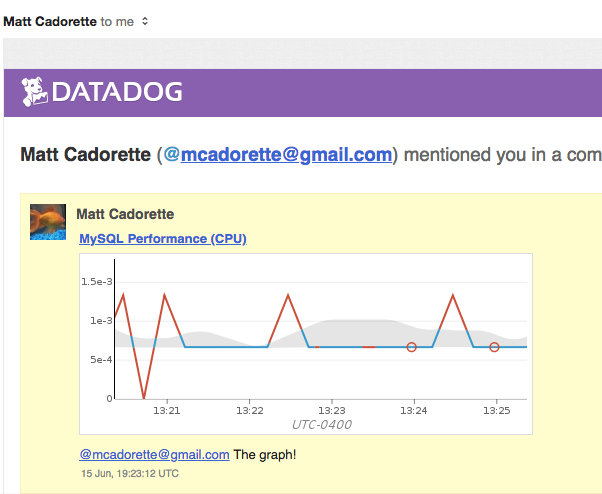 Matt Cadorette to me
DATADOG
Matt Cadorette (@mcadorette@gmail.com) mentioned you in a com
Matt Cadorette
MySQL Performance (CPU)
1.5e-3
1e-3
5e-4
0
13:21 13:22 13:23 13:24 13:25
UTC-0400
@mcadorette@gmail.com The graph!
15 Jun, 19:23:12 UTC